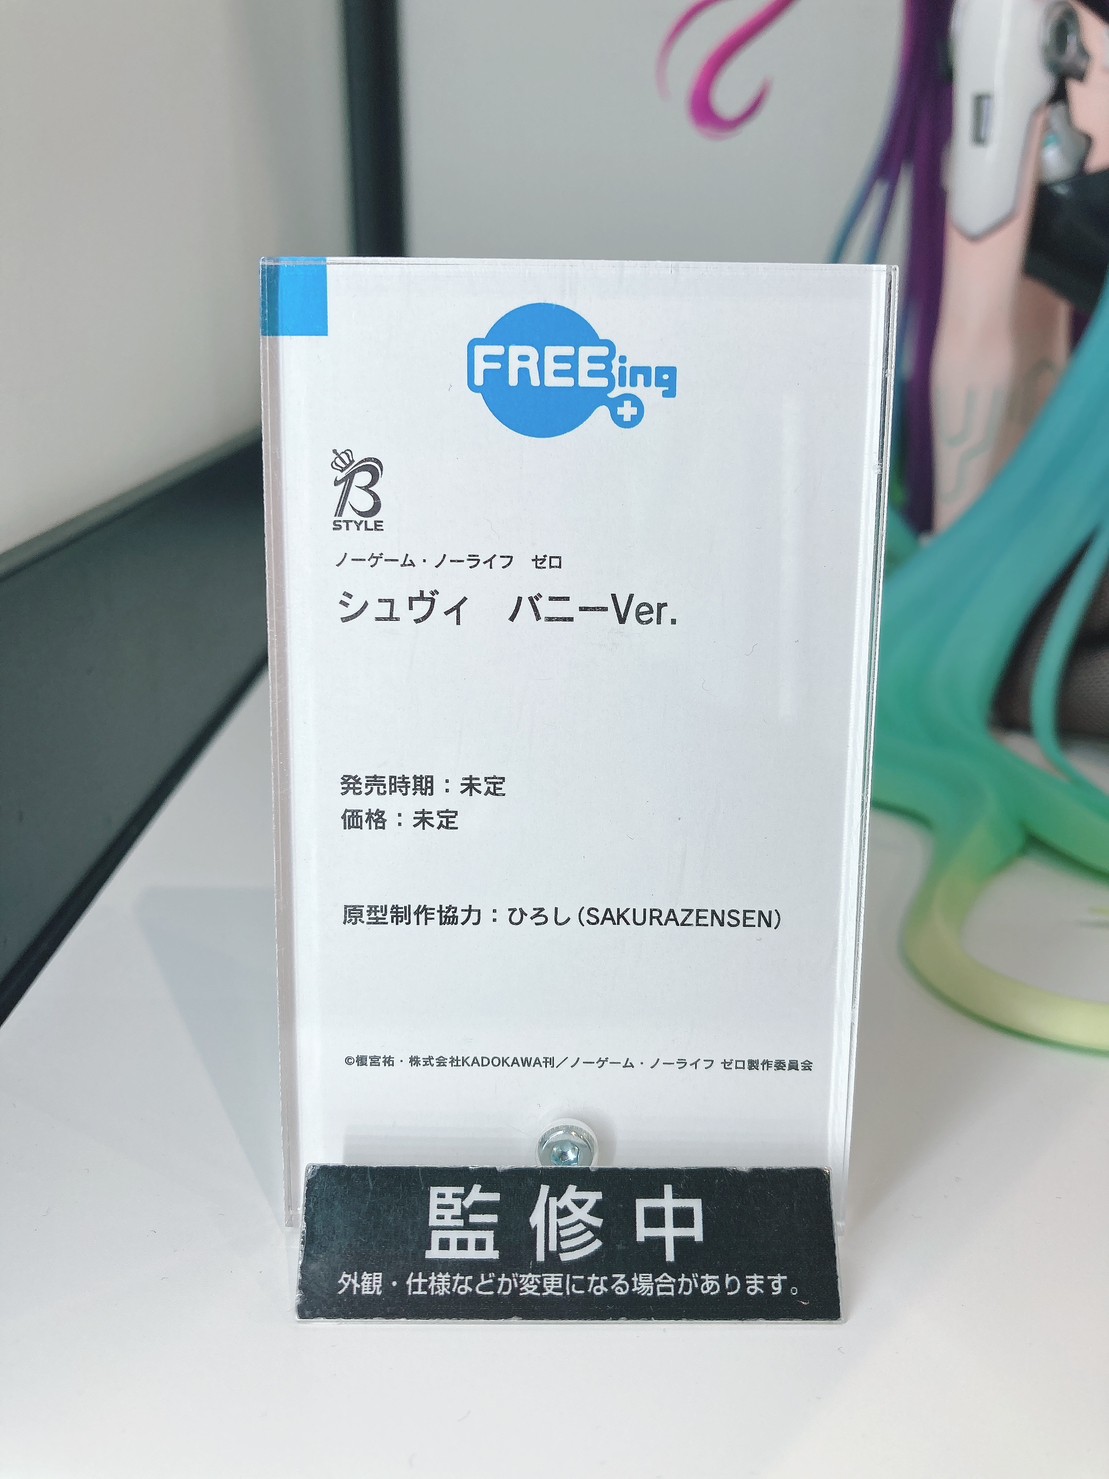 FREEing
B
STYLE
ノーゲーム・ノーライフ　ゼロ
シュヴィ　バニーVer.
発売時期：未定
価格：未定
原型制作協力：ひろし（SAKURAZENSEN）
©榎宮祐・株式会社KADOKAWA刊／ノーゲーム・ノーライフ ゼロ製作委員会
監修中
外観・仕様などが変更になる場合があります。